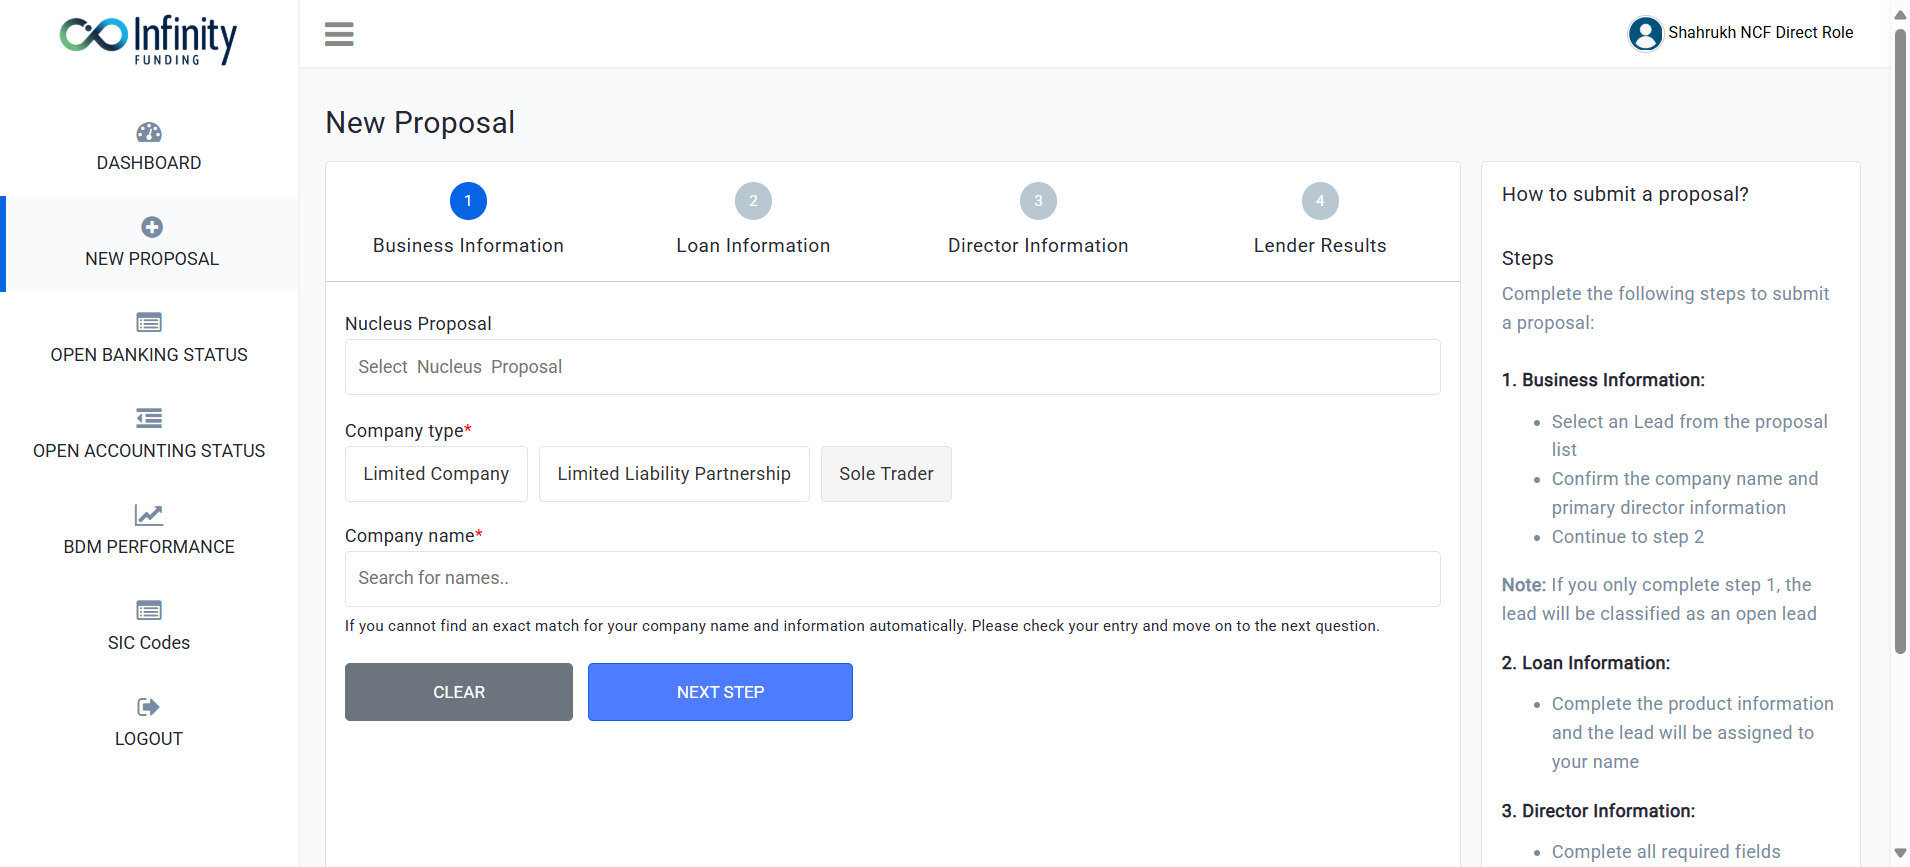 Infinity
FUNDING
Shahrukh NCF Direct Role
DASHBOARD
NEW PROPOSAL
OPEN BANKING STATUS
OPEN ACCOUNTING STATUS
BDM PERFORMANCE
SIC Codes
LOGOUT
New Proposal
1
Business Information
2
Loan Information
3
Director Information
4
Lender Results
Nucleus Proposal
Select Nucleus Proposal
Company type*
Limited Company
Limited Liability Partnership
Sole Trader
Company name*
Search for names..
If you cannot find an exact match for your company name and information automatically. Please check your entry and move on to the next question.
CLEAR
NEXT STEP
How to submit a proposal?
Steps
Complete the following steps to submit
a proposal:
1. Business Information:
• Select an Lead from the proposal
list
• Confirm the company name and
primary director information
• Continue to step 2
Note: If you only complete step 1, the
lead will be classified as an open lead
2. Loan Information:
• Complete the product information
and the lead will be assigned to
your name
3. Director Information:
• Complete all required fields